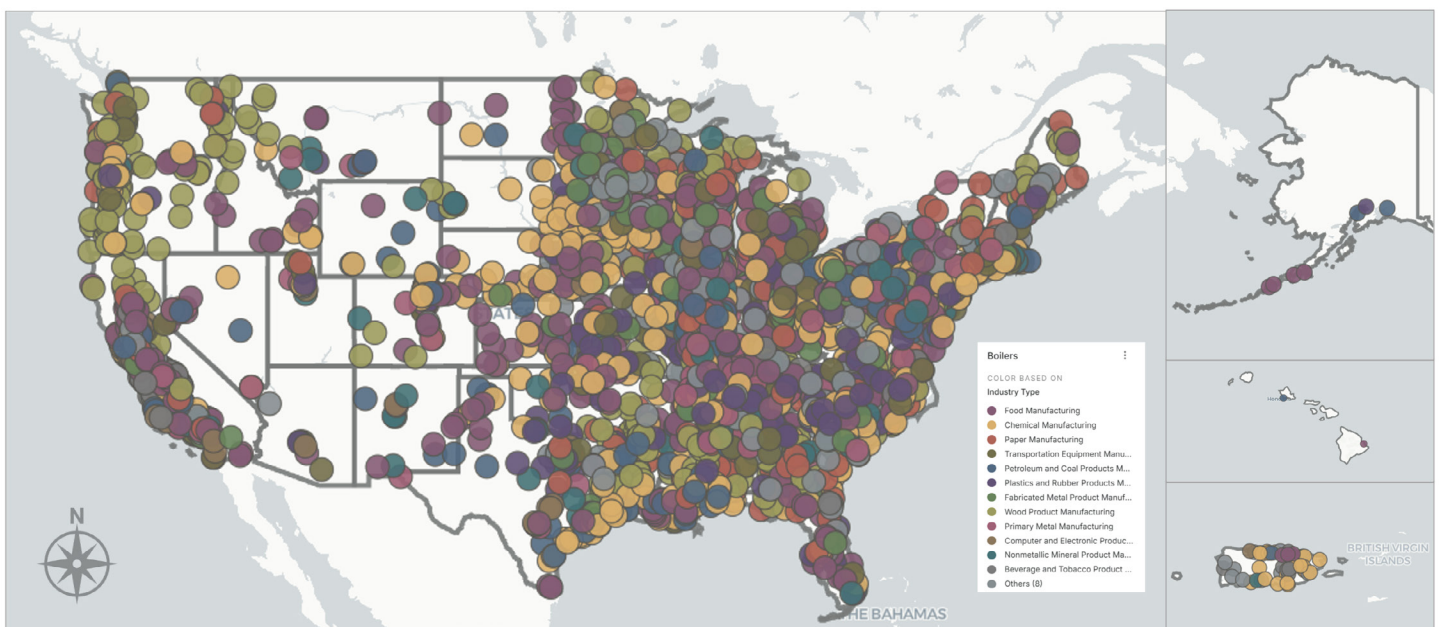 N
Boilers
COLOR BASED ON
Industry Type
Food Manufacturing
Chemical Manufacturing
Paper Manufacturing
Transportation Equipment Manu...
Petroleum and Coal Products M...
Plastics and Rubber Products M...
Fabricated Metal Product Manuf...
Wood Product Manufacturing
Primary Metal Manufacturing
Computer and Electronic Produc...
Nonmetallic Mineral Product Ma...
Beverage and Tobacco Product ...
Others (8)
HE BAHAMAS
BRITISH VIRGIN
ISLANDS